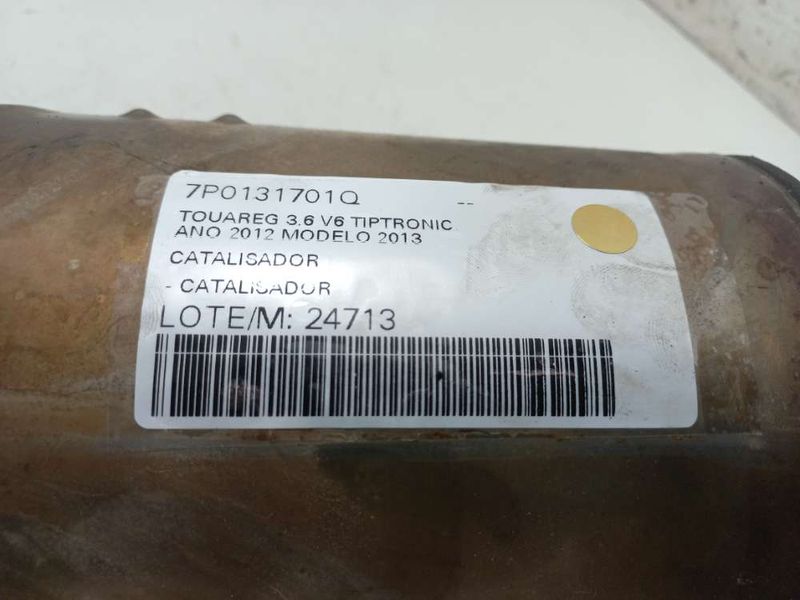 7P0131701Q --
TOUAREG 3.6 V6 TIPTRONIC
ANO 2012 MODELO 2013
CATALISADOR
- CATALISADOR
LOTE/M: 24713